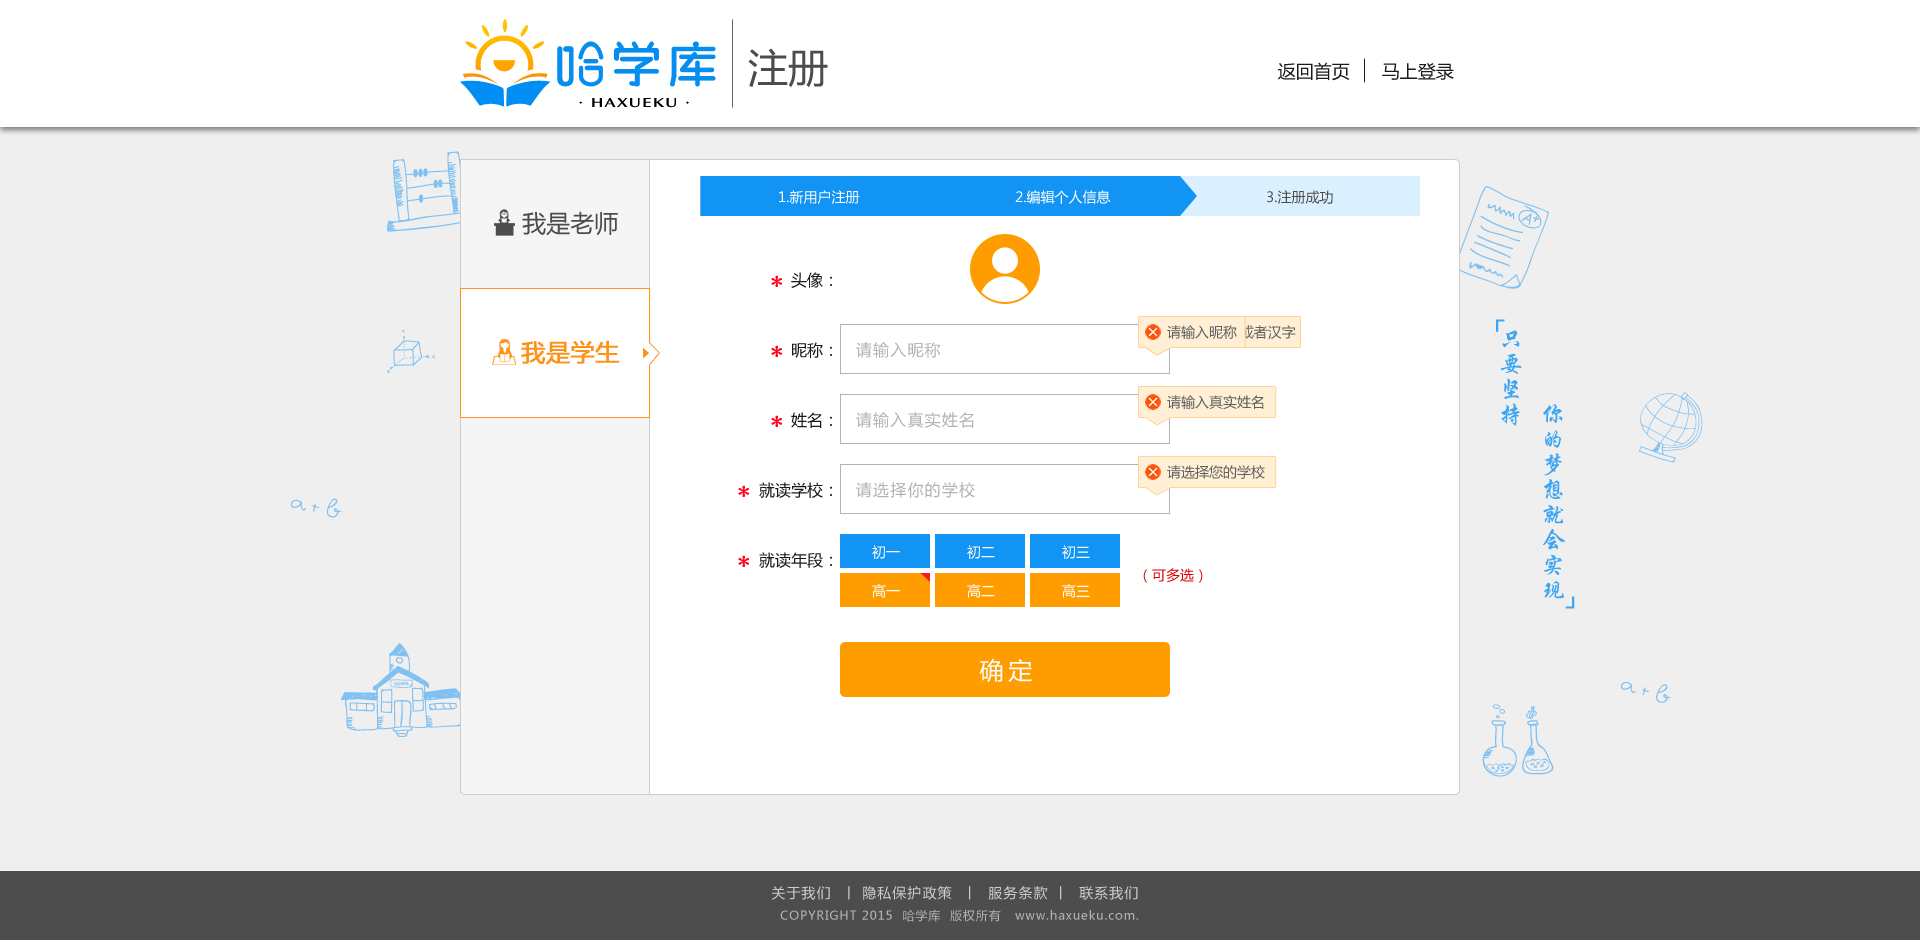 哈学库
· HAXUEKU ·
注册
返回首页
马上登录
我是老师
我是学生
1.新用户注册
2.编辑个人信息
3.注册成功
* 头像：
* 昵称：
请输入昵称
请输入昵称
或者汉字
* 姓名：
请输入真实姓名
请输入真实姓名
* 就读学校：
请选择你的学校
请选择您的学校
* 就读年段：
初一
初二
初三
高一
高二
高三
（可多选）
确定
「只要坚持
你的梦想就会实现」
A+
a+b
a+b
关于我们 | 隐私保护政策 | 服务条款 | 联系我们
COPYRIGHT 2015 哈学库 版权所有 www.haxueku.com.